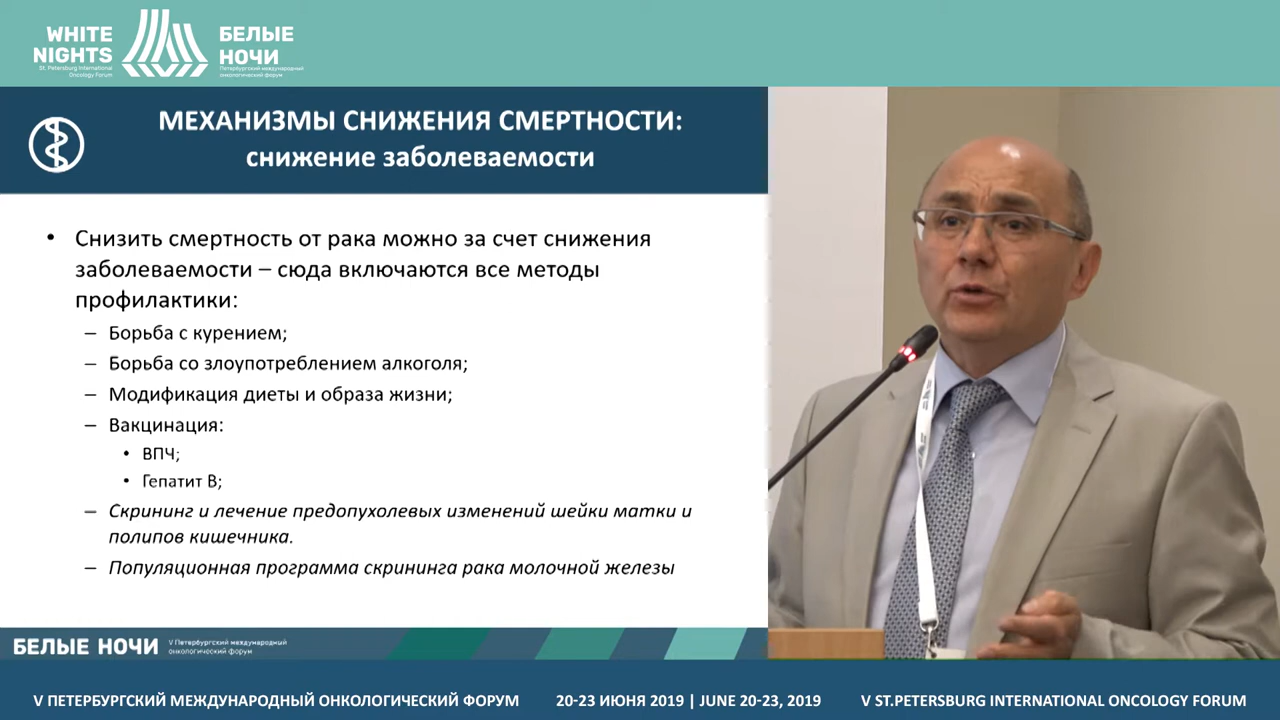 WHITE
NIGHTS
St. Petersburg International
Oncology Forum
БЕЛЫЕ
НОЧИ
Петербургский международный
онкологический форум
МЕХАНИЗМЫ СНИЖЕНИЯ СМЕРТНОСТИ:
снижение заболеваемости
• Снизить смертность от рака можно за счет снижения
заболеваемости – сюда включаются все методы
профилактики:
– Борьба с курением;
– Борьба со злоупотреблением алкоголя;
– Модификация диеты и образа жизни;
– Вакцинация:
• ВПЧ;
• Гепатит В;
– Скрининг и лечение предопухолевых изменений шейки матки и
полипов кишечника.
– Популяционная программа скрининга рака молочной железы
БЕЛЫЕ НОЧИ
V Петербургский международный
онкологический форум
V ПЕТЕРБУРГСКИЙ МЕЖДУНАРОДНЫЙ ОНКОЛОГИЧЕСКИЙ ФОРУМ 20-23 ИЮНЯ 2019 | JUNE 20-23, 2019 V ST.PETERSBURG INTERNATIONAL ONCOLOGY FORUM